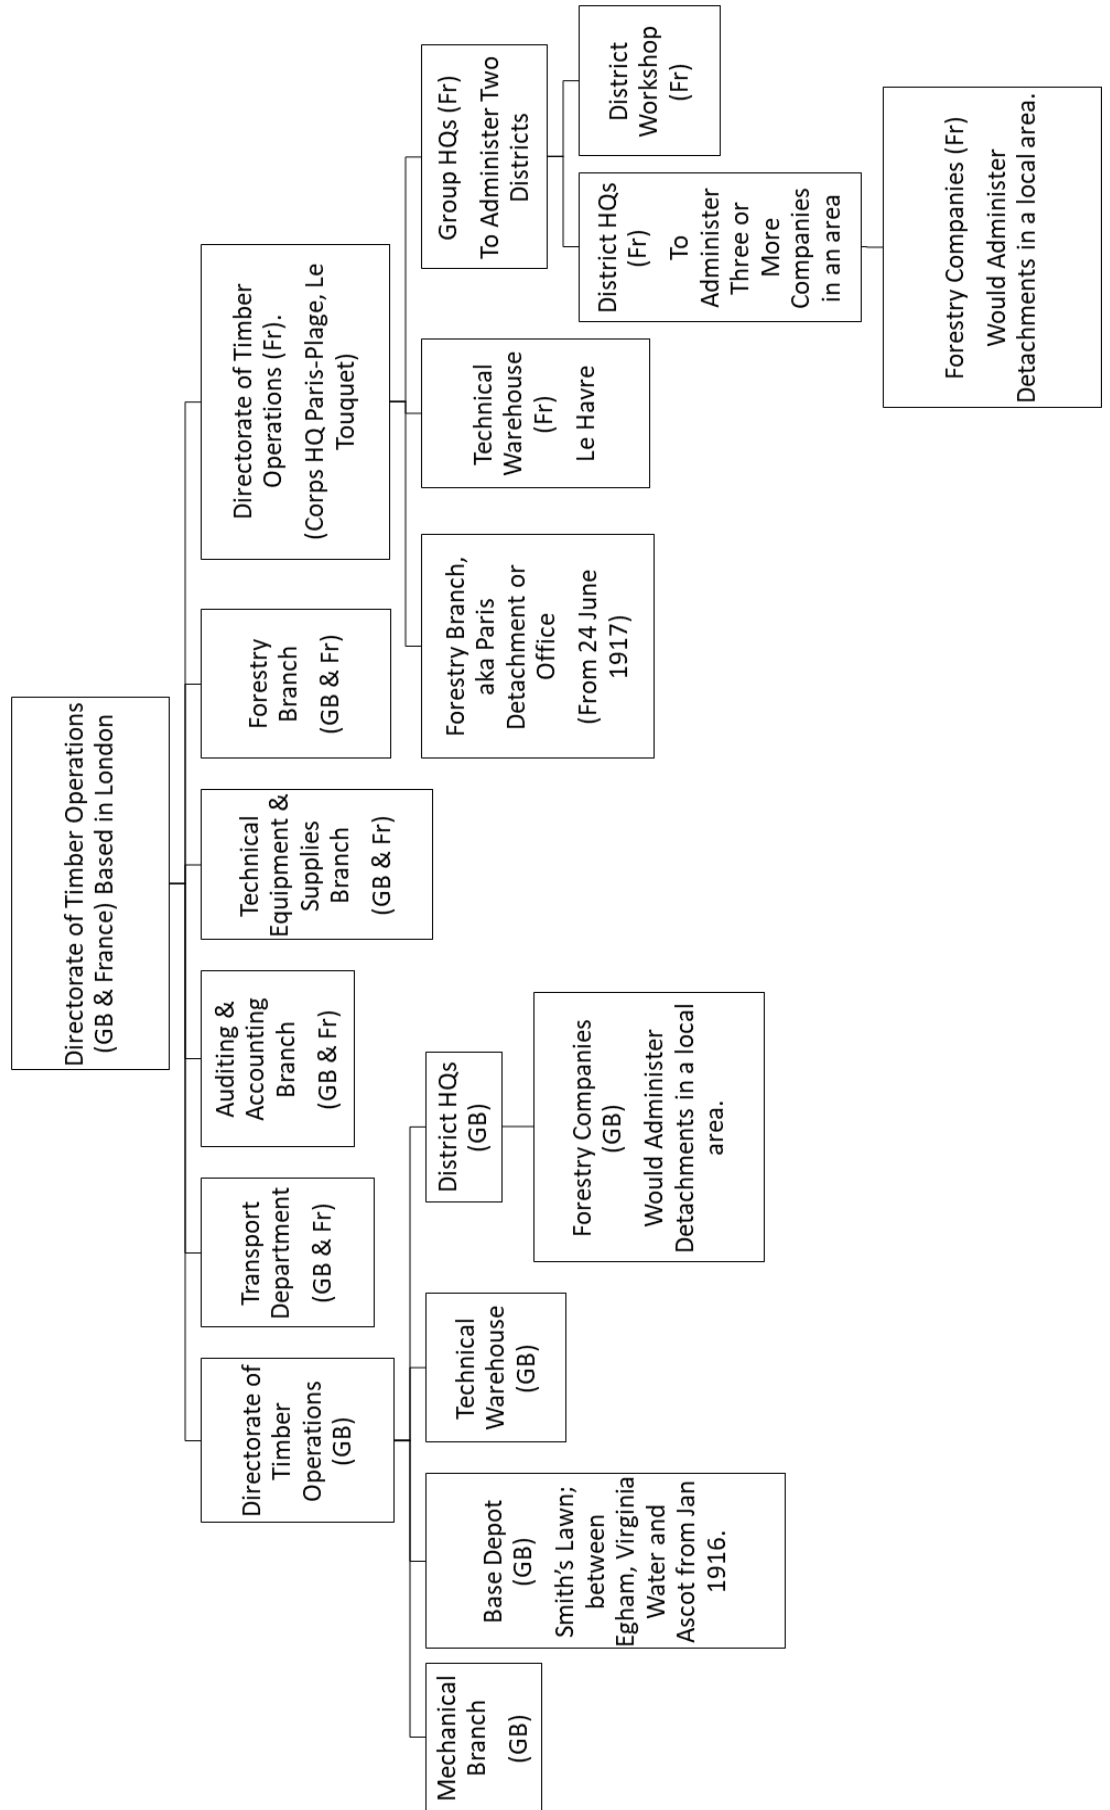 Directorate of Timber Operations
(GB & France) Based in London
Directorate of
Timber
Operations
(GB)
Transport
Department
(GB & Fr)
Auditing &
Accounting
Branch
(GB & Fr)
Technical
Equipment &
Supplies
Branch
(GB & Fr)
Forestry
Branch
(GB & Fr)
Directorate of Timber
Operations (Fr).
(Corps HQ Paris-Plage, Le
Touquet)
Mechanical
Branch
(GB)
Base Depot
(GB)
Smith’s Lawn;
between
Egham, Virginia
Water and
Ascot from Jan
1916.
Technical
Warehouse
(GB)
District HQs
(GB)
Forestry Companies
(GB)
Would Administer
Detachments in a local
area.
Forestry Branch,
aka Paris
Detachment or
Office
(From 24 June
1917)
Technical
Warehouse
(Fr)
Le Havre
Group HQs (Fr)
To Administer Two
Districts
District HQs
(Fr)
To
Administer
Three or
More
Companies
in an area
District
Workshop
(Fr)
Forestry Companies (Fr)
Would Administer
Detachments in a local area.